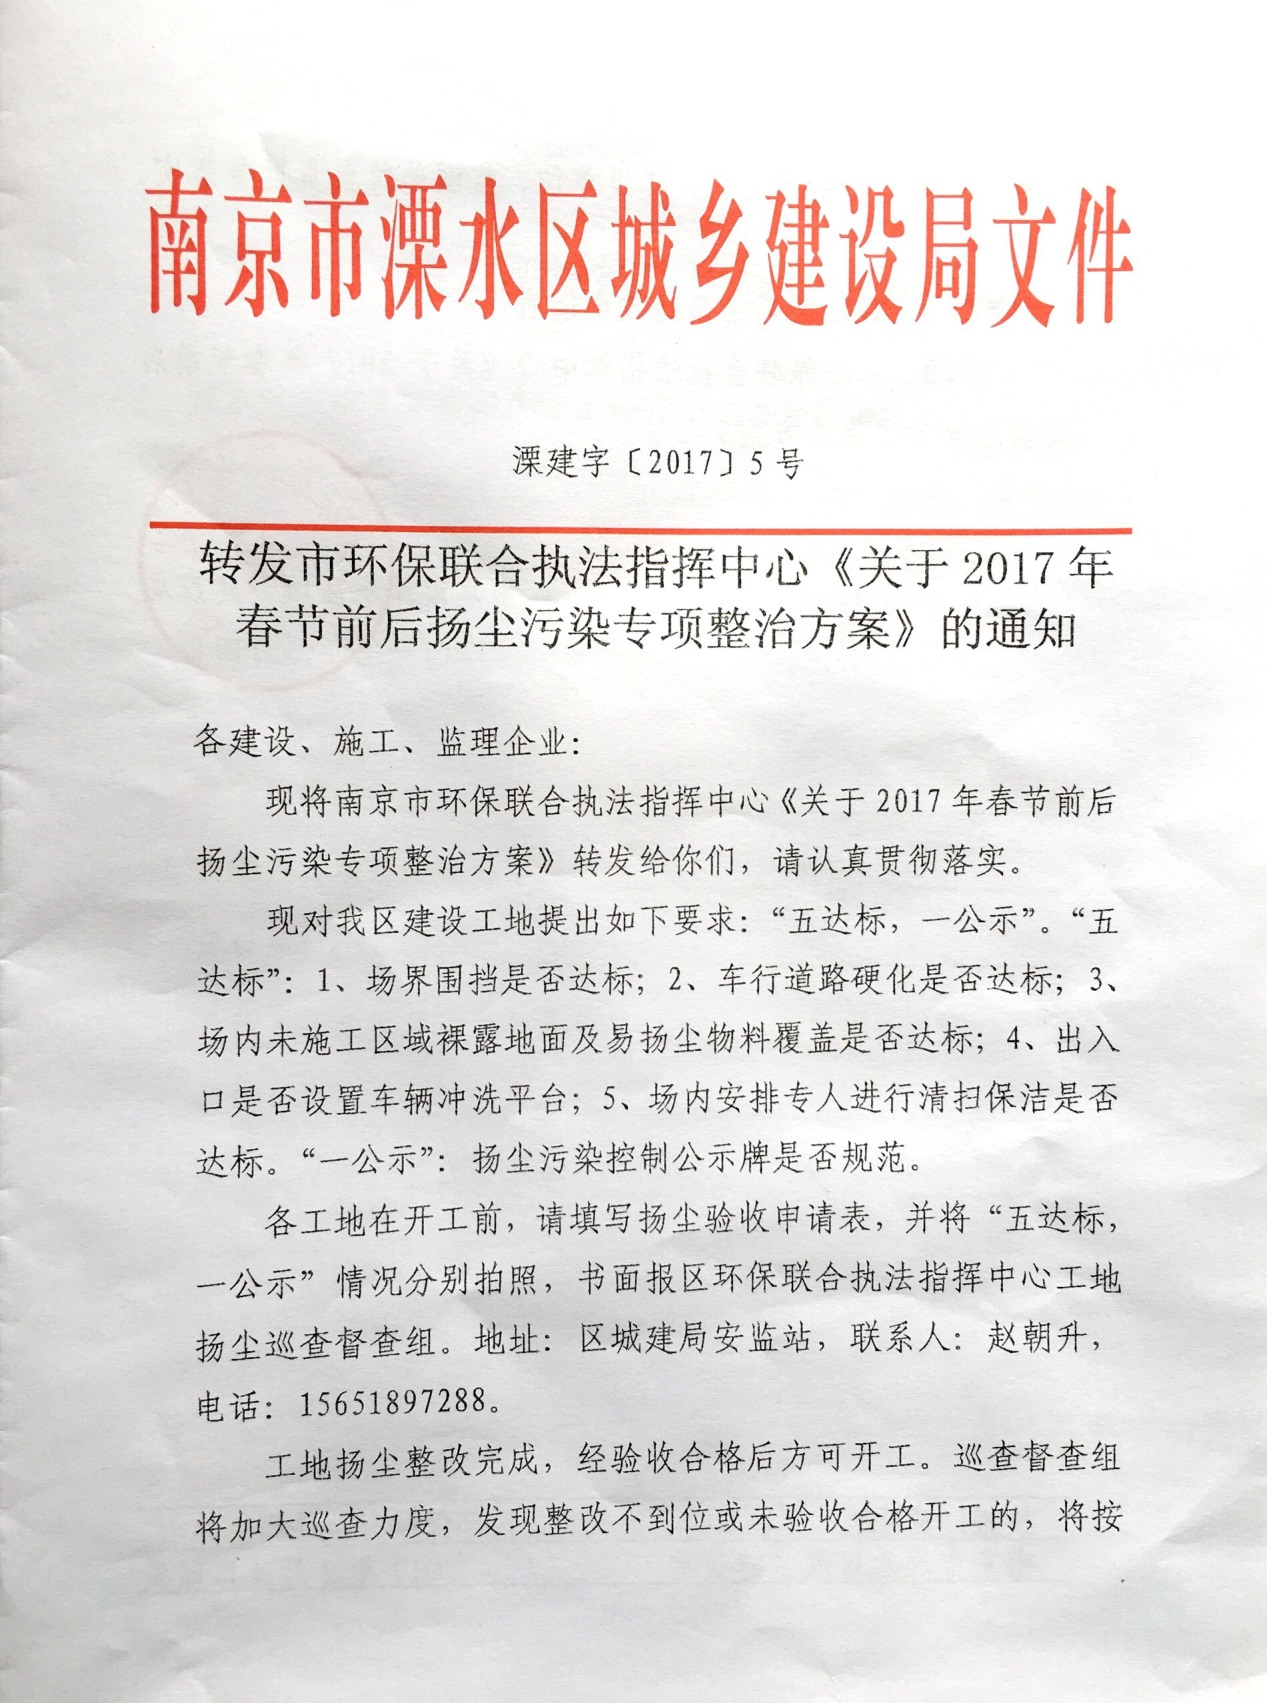 南京市溧水区城乡建设局文件
溧建字〔2017〕5号
转发市环保联合执法指挥中心《关于2017年
春节前后扬尘污染专项整治方案》的通知
各建设、施工、监理企业：
现将南京市环保联合执法指挥中心《关于2017年春节前后
扬尘污染专项整治方案》转发给你们，请认真贯彻落实。
现对我区建设工地提出如下要求：“五达标，一公示”。“五
达标”：1、场界围挡是否达标；2、车行道路硬化是否达标；3、
场内未施工区域裸露地面及易扬尘物料覆盖是否达标；4、出入
口是否设置车辆冲洗平台；5、场内安排专人进行清扫保洁是否
达标。“一公示”：扬尘污染控制公示牌是否规范。
各工地在开工前，请填写扬尘验收申请表，并将“五达标，
一公示”情况分别拍照，书面报区环保联合执法指挥中心工地
扬尘巡查督查组。地址：区城建局安监站，联系人：赵朝升，
电话：15651897288。
工地扬尘整改完成，经验收合格后方可开工。巡查督查组
将加大巡查力度，发现整改不到位或未验收合格开工的，将按